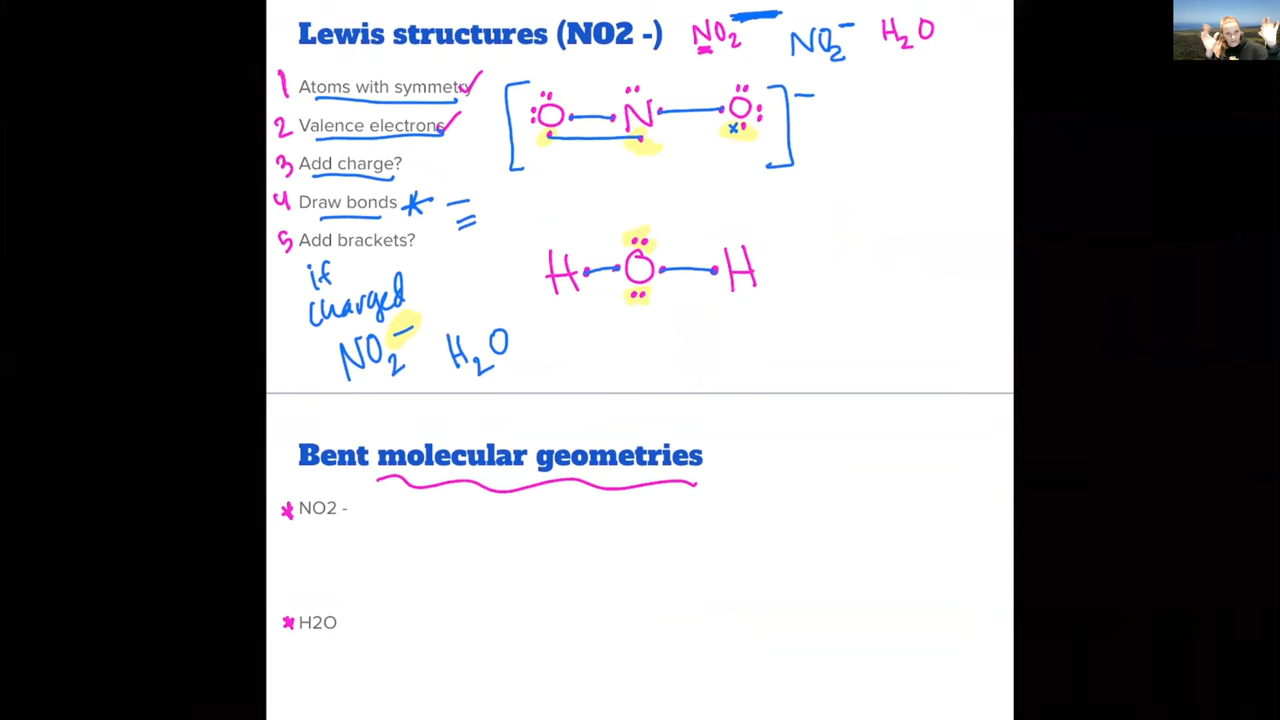 Lewis structures (NO2 -) NO2 NO2− H2O
1 Atoms with symmetry
2 Valence electrons
3 Add charge?
4 Draw bonds * − =
5 Add brackets?
if
charged
NO2− H2O
[O N O]−
H O H
Bent molecular geometries
* NO2 -
* H2O